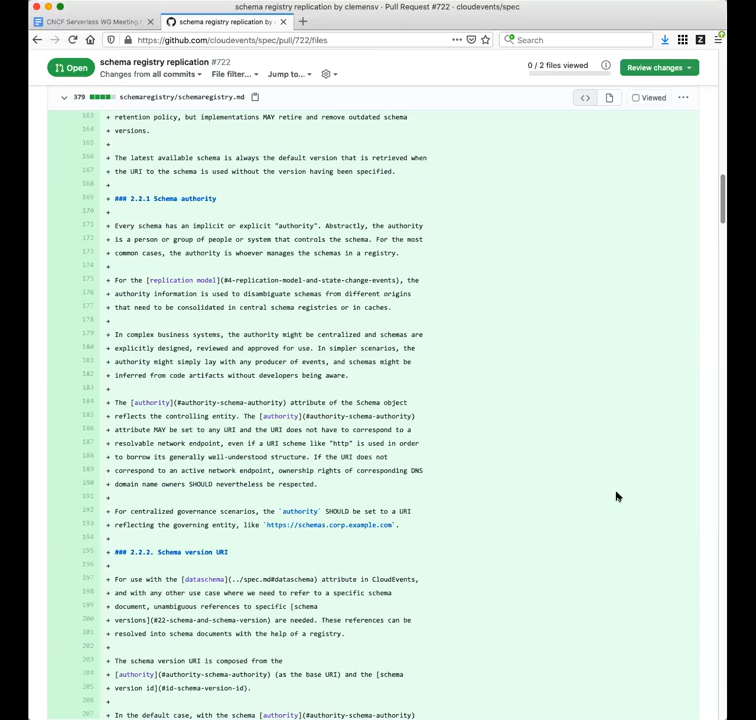 schema registry replication by clemensv · Pull Request #722 · cloudevents/spec
CNCF Serverless WG Meeting
schema registry replication by
https://github.com/cloudevents/spec/pull/722/files
Search
Open
schema registry replication #722
Changes from all commits
File filter...
Jump to...
0 / 2 files viewed
Review changes
379 schemaregistry/schemaregistry.md
Viewed
163 + retention policy, but implementations MAY retire and remove outdated schema
164 + versions.
165 +
166 + The latest available schema is always the default version that is retrieved when
167 + the URI to the schema is used without the version having been specified.
168 +
169 + ### 2.2.1 Schema authority
170 +
171 + Every schema has an implicit or explicit "authority". Abstractly, the authority
172 + is a person or group of people or system that controls the schema. For the most
173 + common cases, the authority is whoever manages the schemas in a registry.
174 +
175 + For the [replication model](#4-replication-model-and-state-change-events), the
176 + authority information is used to disambiguate schemas from different origins
177 + that need to be consolidated in central schema registries or in caches.
178 +
179 + In complex business systems, the authority might be centralized and schemas are
180 + explicitly designed, reviewed and approved for use. In simpler scenarios, the
181 + authority might simply lay with any producer of events, and schemas might be
182 + inferred from code artifacts without developers being aware.
183 +
184 + The [authority](#authority-schema-authority) attribute of the Schema object
185 + reflects the controlling entity. The [authority](#authority-schema-authority)
186 + attribute MAY be set to any URI and the URI does not have to correspond to a
187 + resolvable network endpoint, even if a URI scheme like "http" is used in order
188 + to borrow its generally well-understood structure. If the URI does not
189 + correspond to an active network endpoint, ownership rights of corresponding DNS
190 + domain name owners SHOULD nevertheless be respected.
191 +
192 + For centralized governance scenarios, the `authority` SHOULD be set to a URI
193 + reflecting the governing entity, like `https://schemas.corp.example.com`.
194 +
195 + ### 2.2.2. Schema version URI
196 +
197 + For use with the [dataschema](../spec.md#dataschema) attribute in CloudEvents,
198 + and with any other use case where we need to refer to a specific schema
199 + document, unambiguous references to specific [schema
200 + versions](#22-schema-and-schema-version) are needed. These references can be
201 + resolved into schema documents with the help of a registry.
202 +
203 + The schema version URI is composed from the
204 + [authority](#authority-schema-authority) (as the base URI) and the [schema
205 + version id](#id-schema-version-id).
206 +
207 + In the default case, with the schema [authority](#authority-schema-authority)